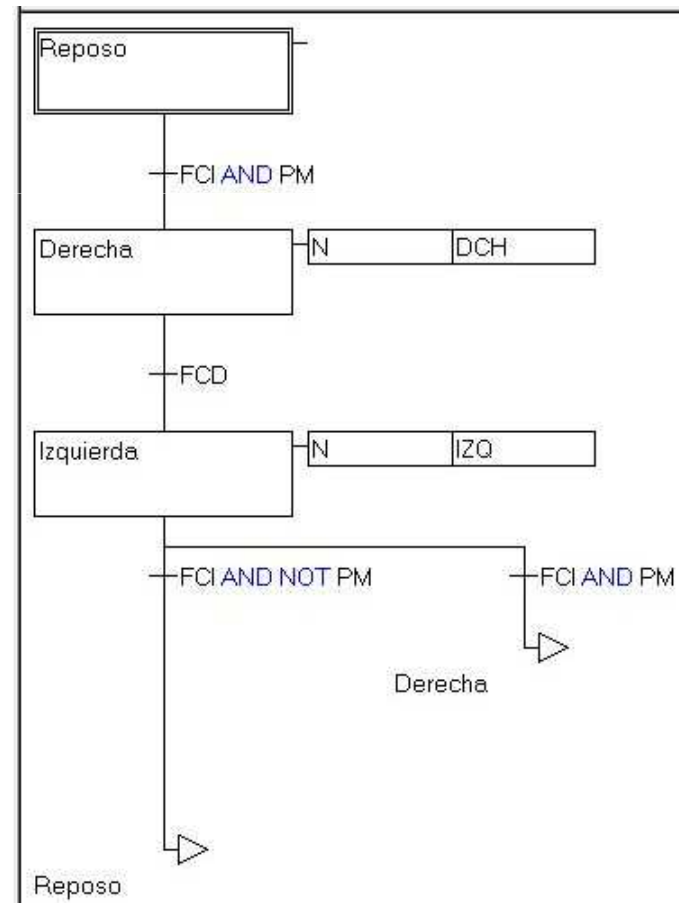 Reposo
FCI AND PM
Derecha
N DCH
FCD
Izquierda
N IZQ
FCI AND NOT PM
FCI AND PM
Derecha
Reposo